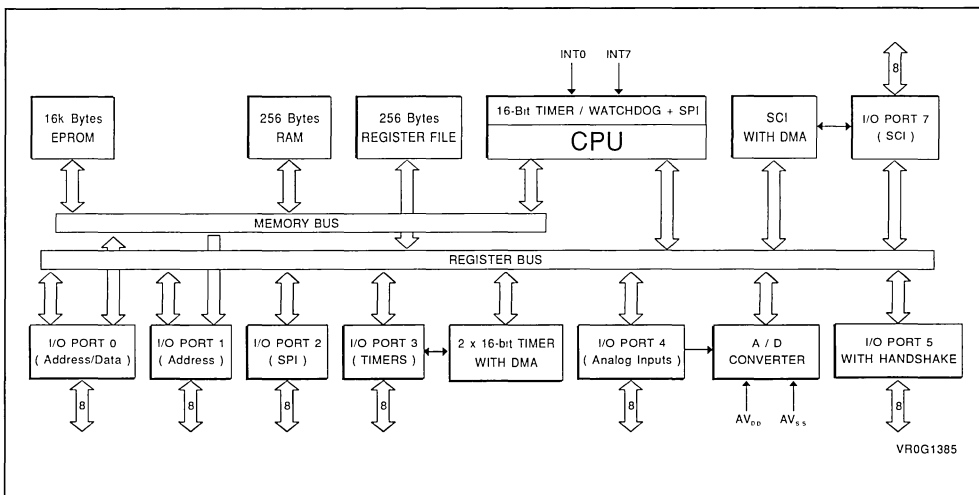 INT0 INT7
8
16k Bytes
EPROM
256 Bytes
RAM
256 Bytes
REGISTER FILE
16-Bit TIMER / WATCHDOG + SPI
CPU
SCI
WITH DMA
I/O PORT 7
( SCI )
MEMORY BUS
REGISTER BUS
I/O PORT 0
( Address/Data )
I/O PORT 1
( Address )
I/O PORT 2
( SPI )
I/O PORT 3
( TIMERS )
2 x 16-bit TIMER
WITH DMA
I/O PORT 4
( Analog Inputs )
A / D
CONVERTER
I/O PORT 5
WITH HANDSHAKE
8 8 8 8 8 8
AVDD AVSS
VR0G1385